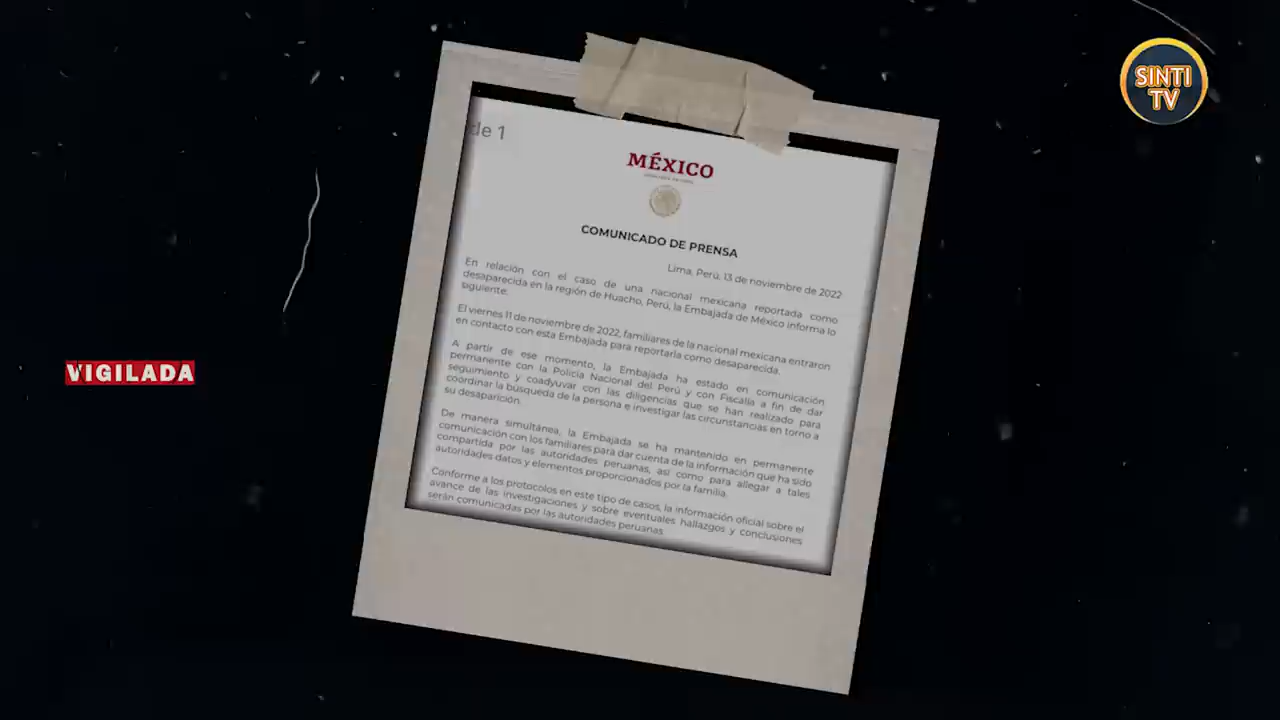 SINTI
TV
de 1
MÉXICO
COMUNICADO DE PRENSA
Lima, Perú, 13 de noviembre de 2022
En relación con el caso de una nacional mexicana reportada como
desaparecida en la región de Huacho, Perú, la Embajada de México informa lo
siguiente:
El viernes 11 de noviembre de 2022, familiares de la nacional mexicana entraron
en contacto con esta Embajada para reportarla como desaparecida.
A partir de ese momento, la Embajada ha estado en comunicación
permanente con la Policía Nacional del Perú y con Fiscalía a fin de dar
seguimiento y coadyuvar con las diligencias que se han realizado para
coordinar la búsqueda de la persona e investigar las circunstancias en torno a
su desaparición.
De manera simultánea, la Embajada se ha mantenido en permanente
comunicación con los familiares para dar cuenta de la información que ha sido
compartida por las autoridades peruanas, así como para allegar a tales
autoridades datos y elementos proporcionados por la familia.
Conforme a los protocolos en este tipo de casos, la información oficial sobre el
avance de las investigaciones y sobre eventuales hallazgos y conclusiones
serán comunicadas por las autoridades peruanas.
VIGILADA